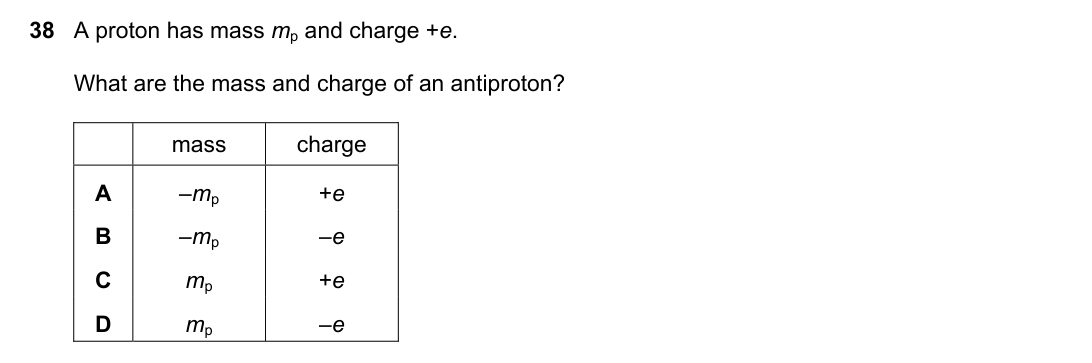 38 A proton has mass mp and charge +e.
What are the mass and charge of an antiproton?
mass charge
A –mp +e
B –mp –e
C mp +e
D mp –e